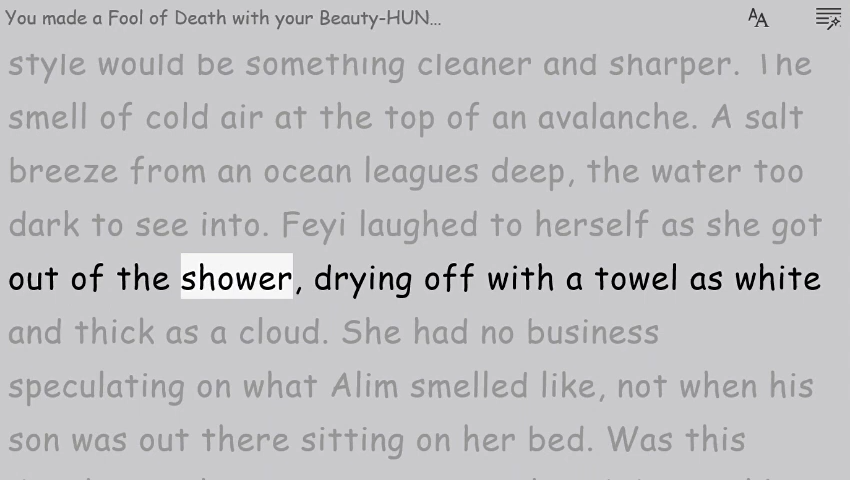 You made a Fool of Death with your Beauty-HUN...
AA
style would be something cleaner and sharper. The
smell of cold air at the top of an avalanche. A salt
breeze from an ocean leagues deep, the water too
dark to see into. Feyi laughed to herself as she got
out of the shower, drying off with a towel as white
and thick as a cloud. She had no business
speculating on what Alim smelled like, not when his
son was out there sitting on her bed. Was this